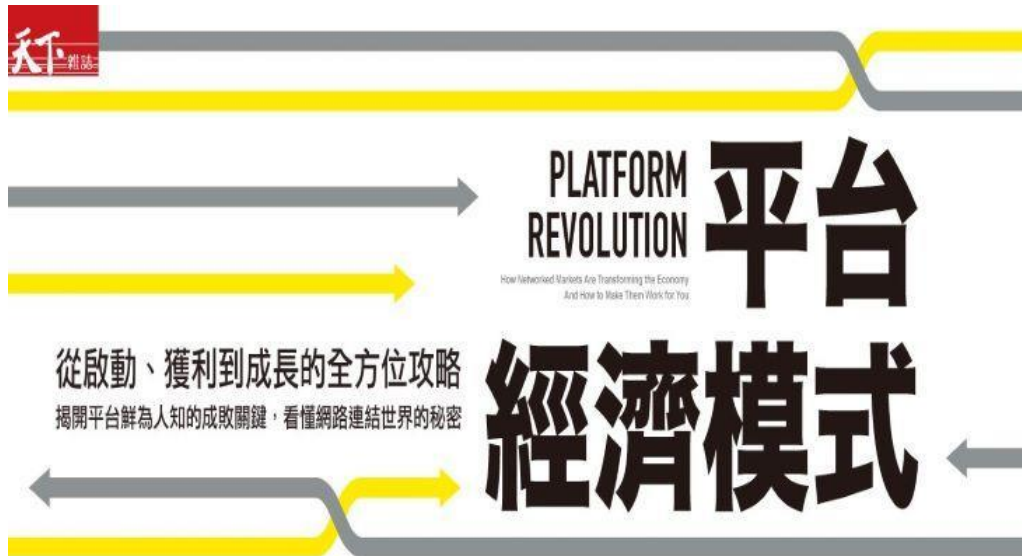 天下雜誌
PLATFORM
REVOLUTION
平台
How Networked Markets Are Transforming the Economy
And How to Make Them Work for You
從啟動、獲利到成長的全方位攻略
揭開平台鮮為人知的成敗關鍵，看懂網路連結世界的秘密
經濟模式